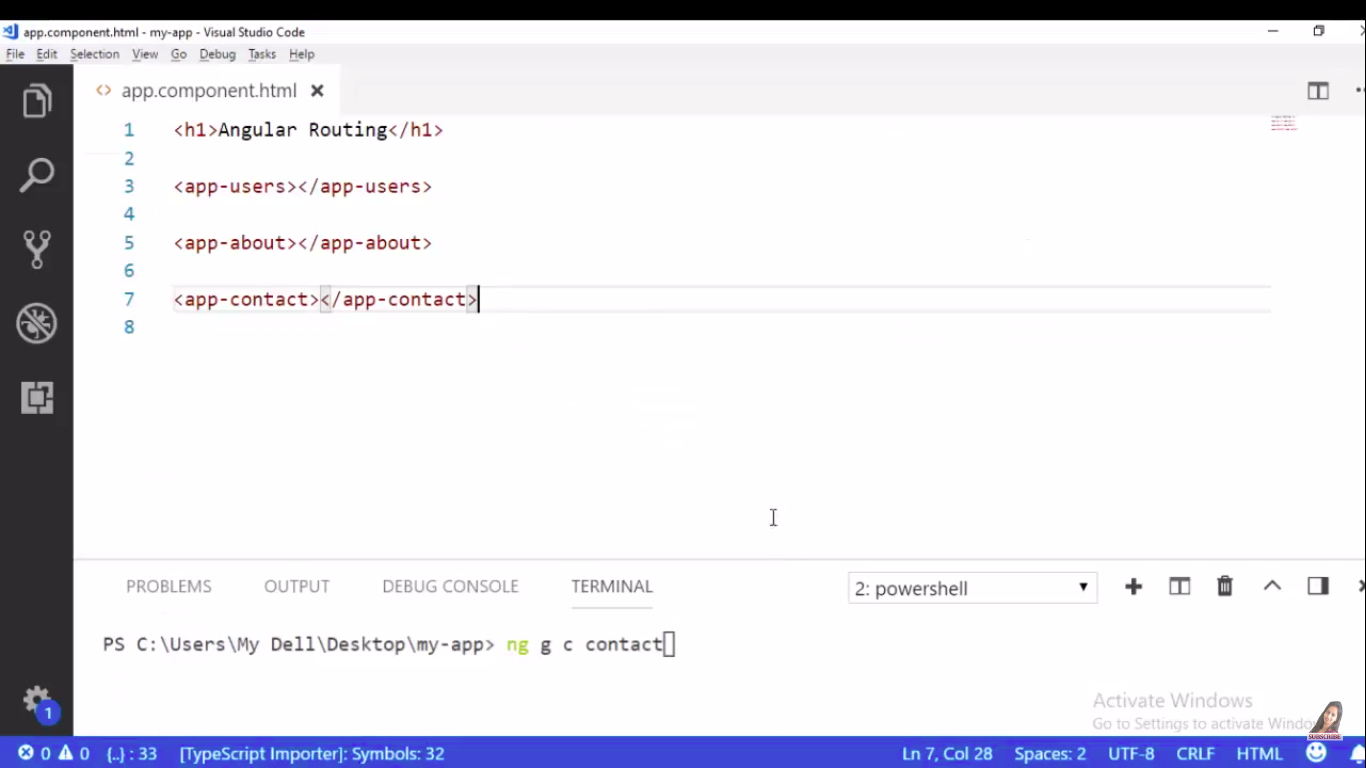 app.component.html - my-app - Visual Studio Code
File Edit Selection View Go Debug Tasks Help
<> app.component.html
1 <h1>Angular Routing</h1>
2
3 <app-users></app-users>
4
5 <app-about></app-about>
6
7 <app-contact></app-contact>
8
PROBLEMS OUTPUT DEBUG CONSOLE TERMINAL 2: powershell
PS C:\Users\My Dell\Desktop\my-app> ng g c contact
Activate Windows
Go to Settings to activate Windo
SUBSCRIBE
1
0 0 {..} : 33 [TypeScript Importer]: Symbols: 32 Ln 7, Col 28 Spaces: 2 UTF-8 CRLF HTML